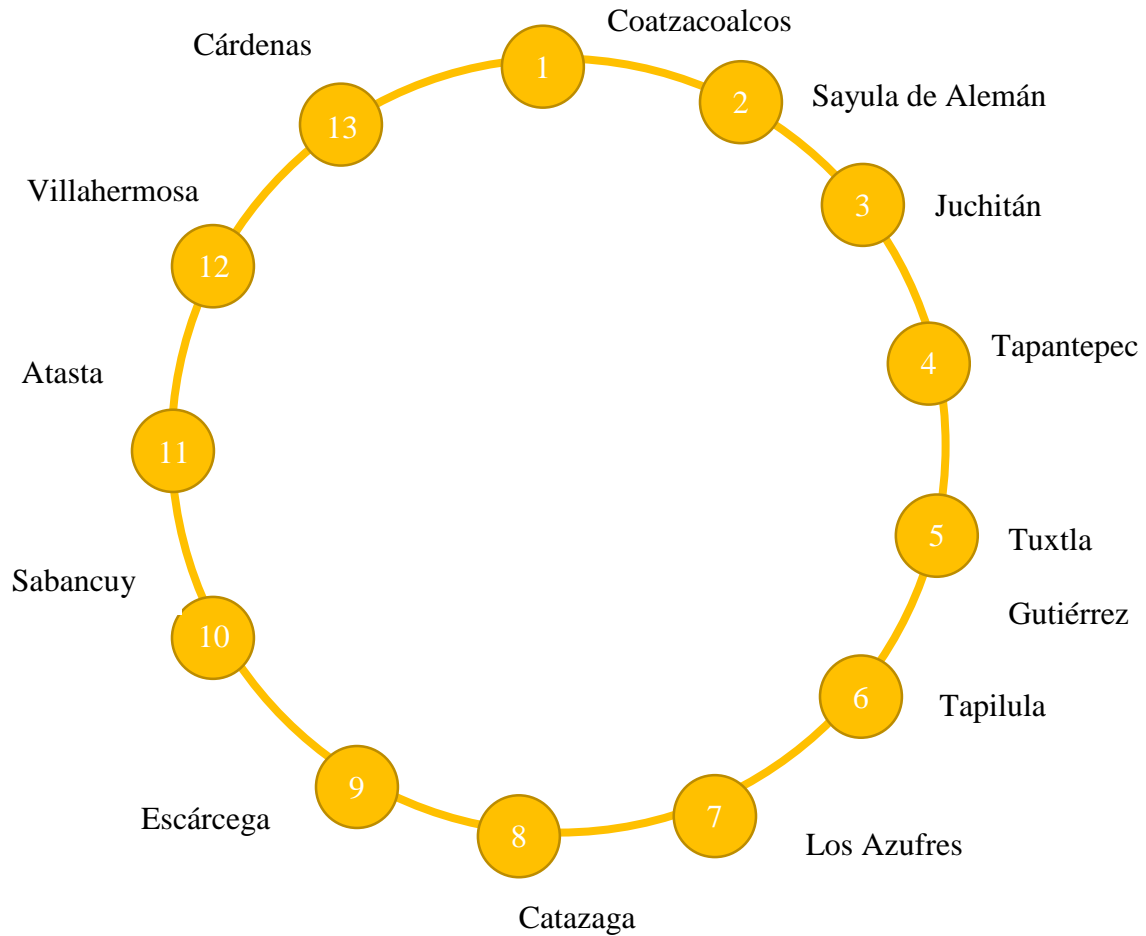 Coatzacoalcos
1
Cárdenas
2
Sayula de Alemán
13
Villahermosa
3
Juchitán
12
Tapantepec
4
Atasta
11
5
Tuxtla
Gutiérrez
Sabancuy
10
6
Tapilula
9
Escárcega
7
8
Los Azufres
Catazaga